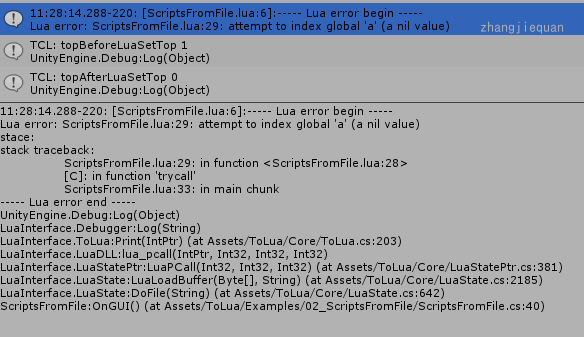 11:28:14.288-220: [ScriptsFromFile.lua:6]:----- Lua error begin -----
Lua error: ScriptsFromFile.lua:29: attempt to index global 'a' (a nil value)
zhangjiequan
TCL: topBeforeLuaSetTop 1
UnityEngine.Debug:Log(Object)
TCL: topAfterLuaSetTop 0
UnityEngine.Debug:Log(Object)
11:28:14.288-220: [ScriptsFromFile.lua:6]:----- Lua error begin -----
Lua error: ScriptsFromFile.lua:29: attempt to index global 'a' (a nil value)
stace:
stack traceback:
ScriptsFromFile.lua:29: in function <ScriptsFromFile.lua:28>
[C]: in function 'trycall'
ScriptsFromFile.lua:33: in main chunk
----- Lua error end -----
UnityEngine.Debug:Log(Object)
LuaInterface.Debugger:Log(String)
LuaInterface.ToLua:Print(IntPtr) (at Assets/ToLua/Core/ToLua.cs:203)
LuaInterface.LuaDLL:lua_pcall(IntPtr, Int32, Int32, Int32)
LuaInterface.LuaStatePtr:LuaPCall(Int32, Int32, Int32) (at Assets/ToLua/Core/LuaStatePtr.cs:381)
LuaInterface.LuaState:LuaLoadBuffer(Byte[], String) (at Assets/ToLua/Core/LuaState.cs:2185)
LuaInterface.LuaState:DoFile(String) (at Assets/ToLua/Core/LuaState.cs:642)
ScriptsFromFile:OnGUI() (at Assets/ToLua/Examples/02_ScriptsFromFile/ScriptsFromFile.cs:40)